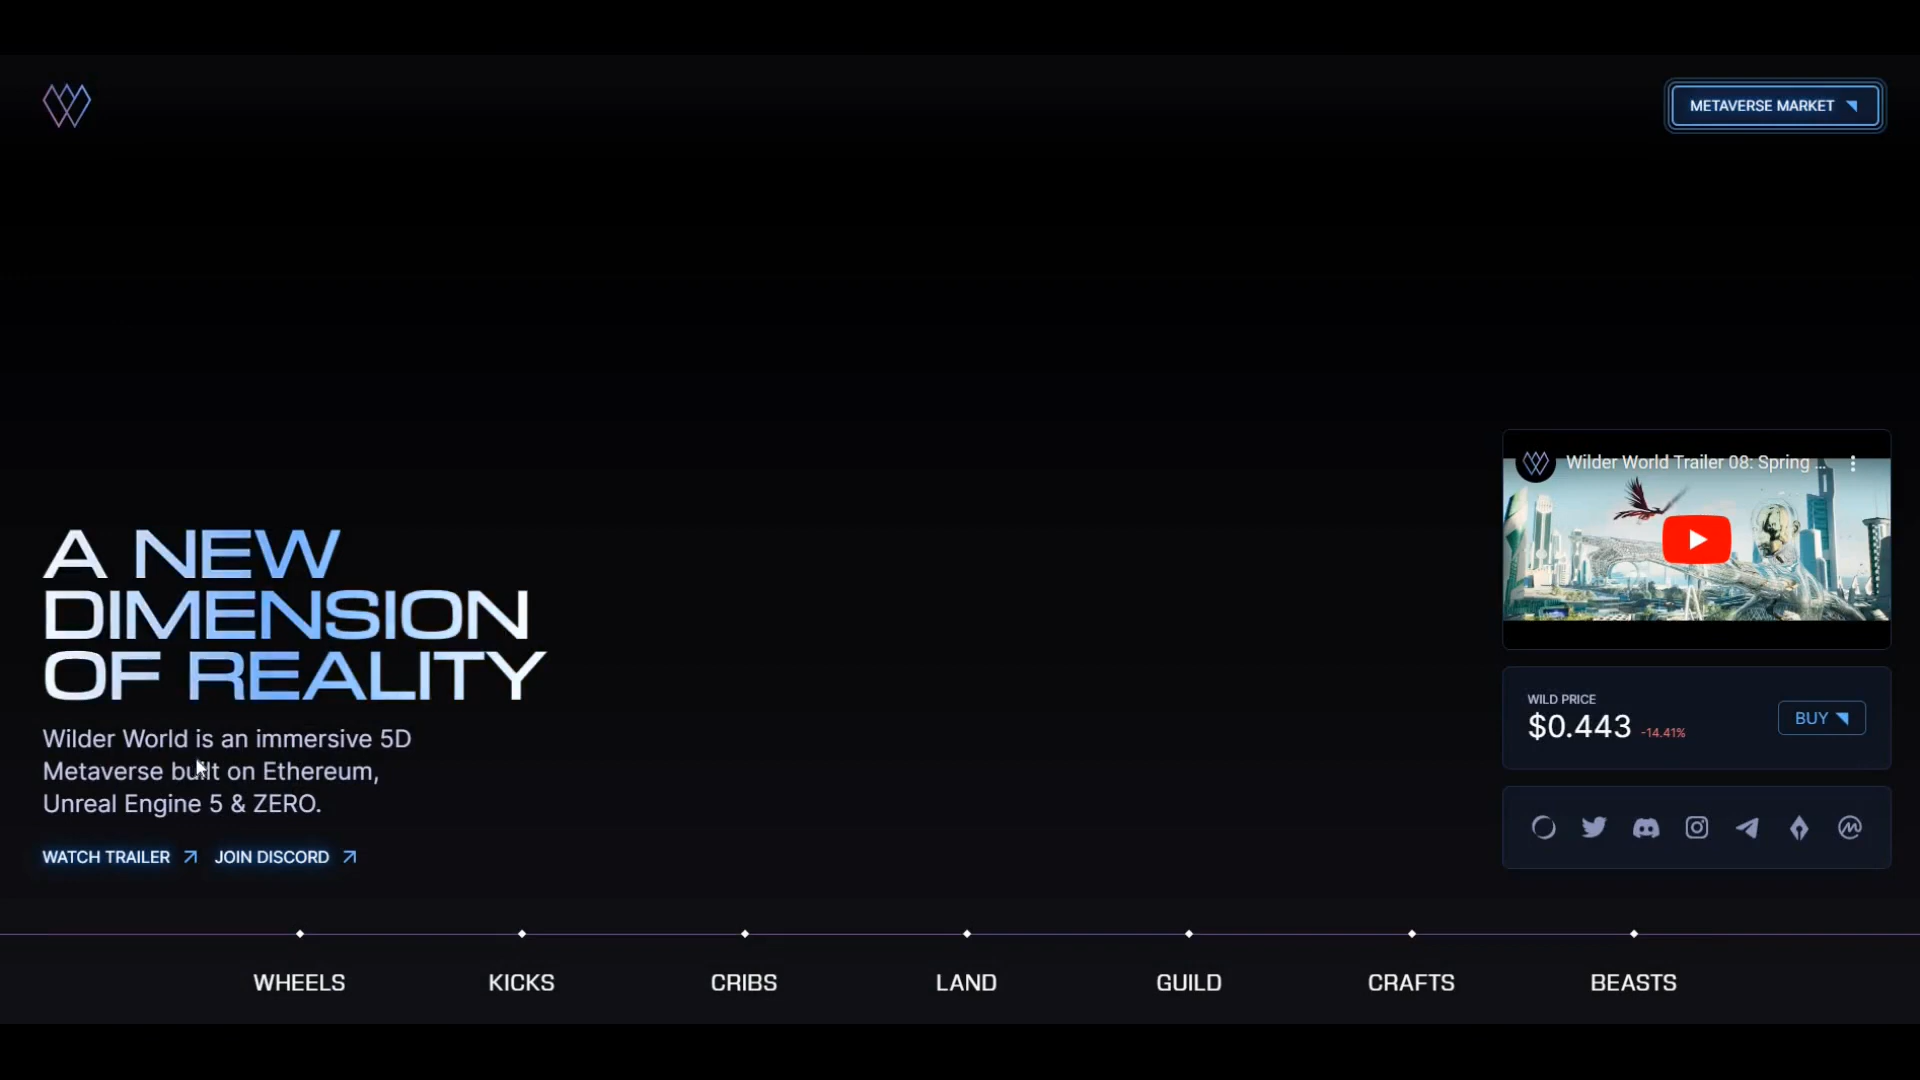 METAVERSE MARKET
Wilder World Trailer 08: Spring ...
A NEW
DIMENSION
OF REALITY
Wilder World is an immersive 5D
Metaverse built on Ethereum,
Unreal Engine 5 & ZERO.
WATCH TRAILER JOIN DISCORD
WILD PRICE
$0.443 -14.41%
BUY
WHEELS KICKS CRIBS LAND GUILD CRAFTS BEASTS